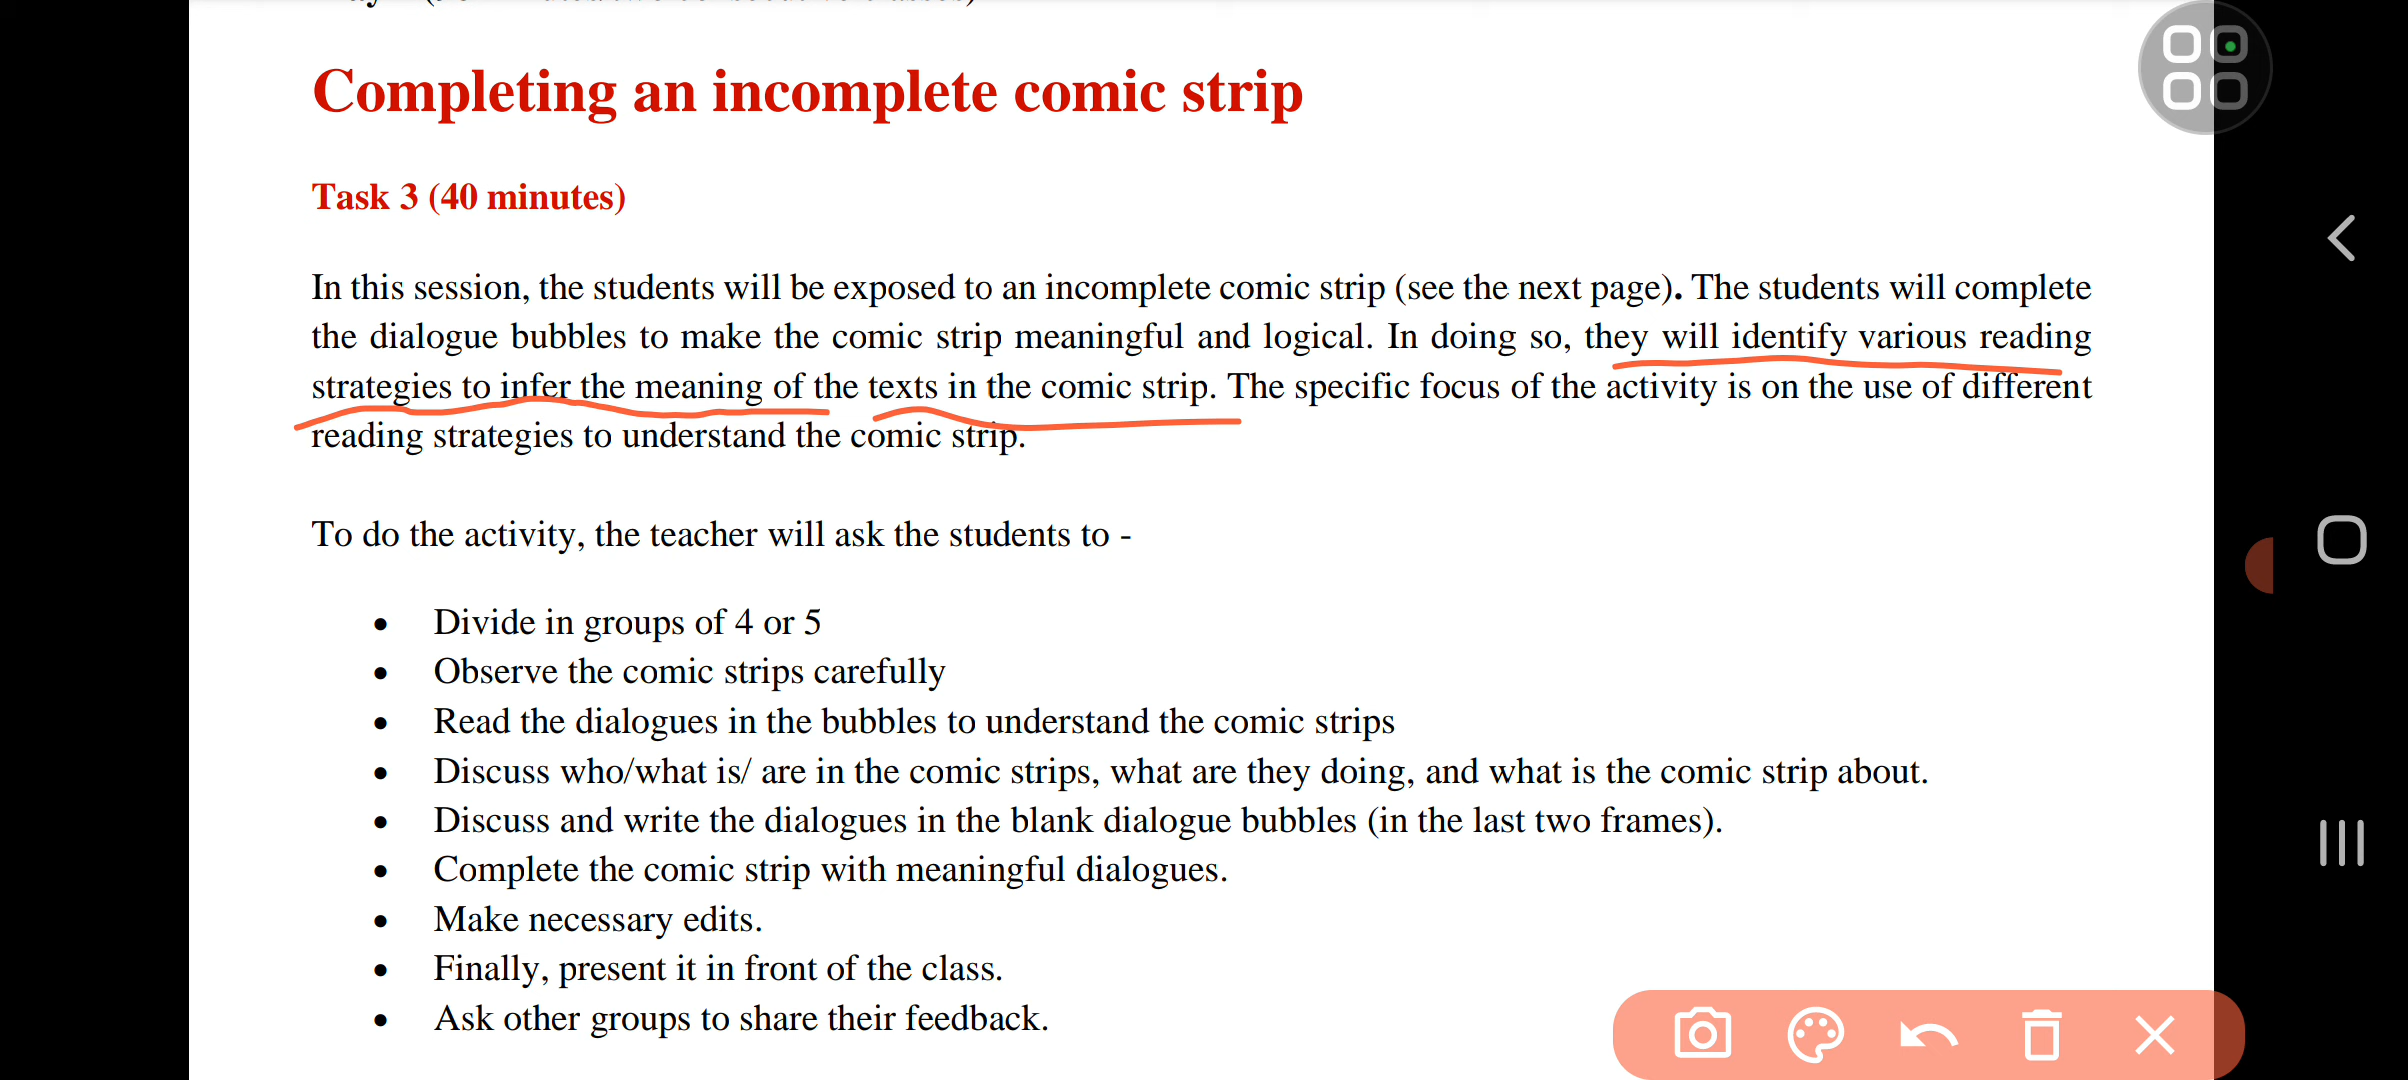 Completing an incomplete comic strip
Task 3 (40 minutes)
In this session, the students will be exposed to an incomplete comic strip (see the next page). The students will complete
the dialogue bubbles to make the comic strip meaningful and logical. In doing so, they will identify various reading
strategies to infer the meaning of the texts in the comic strip. The specific focus of the activity is on the use of different
reading strategies to understand the comic strip.
To do the activity, the teacher will ask the students to -
• Divide in groups of 4 or 5
• Observe the comic strips carefully
• Read the dialogues in the bubbles to understand the comic strips
• Discuss who/what is/ are in the comic strips, what are they doing, and what is the comic strip about.
• Discuss and write the dialogues in the blank dialogue bubbles (in the last two frames).
• Complete the comic strip with meaningful dialogues.
• Make necessary edits.
• Finally, present it in front of the class.
• Ask other groups to share their feedback.